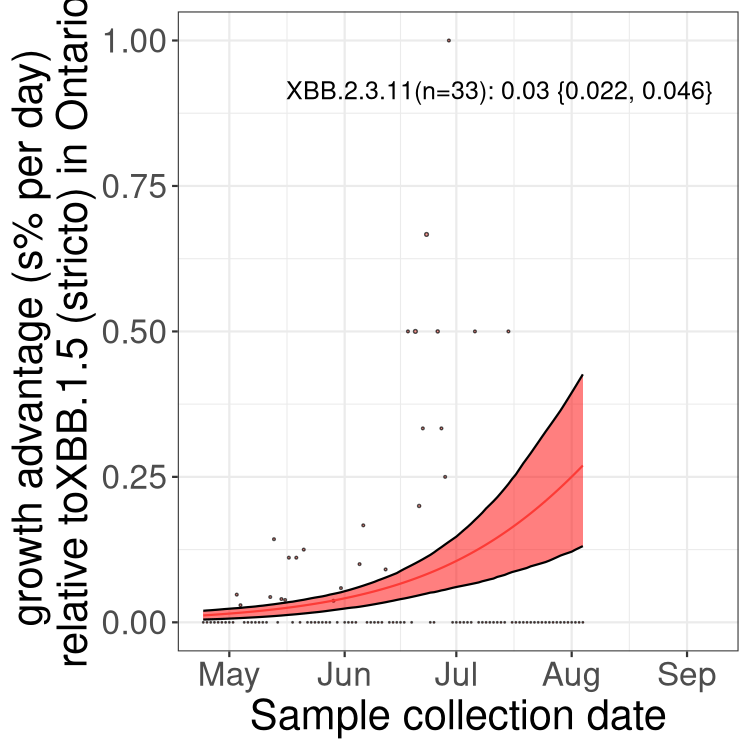 growth advantage (s% per day)
relative toXBB.1.5 (stricto) in Ontario
1.00
0.75
0.50
0.25
0.00
XBB.2.3.11(n=33): 0.03 {0.022, 0.046}
May Jun Jul Aug Sep
Sample collection date